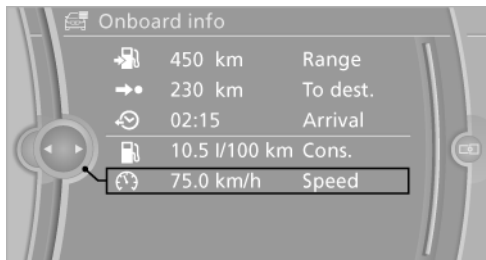 Onboard info
450 km Range
230 km To dest.
02:15 Arrival
10.5 l/100 km Cons.
75.0 km/h Speed